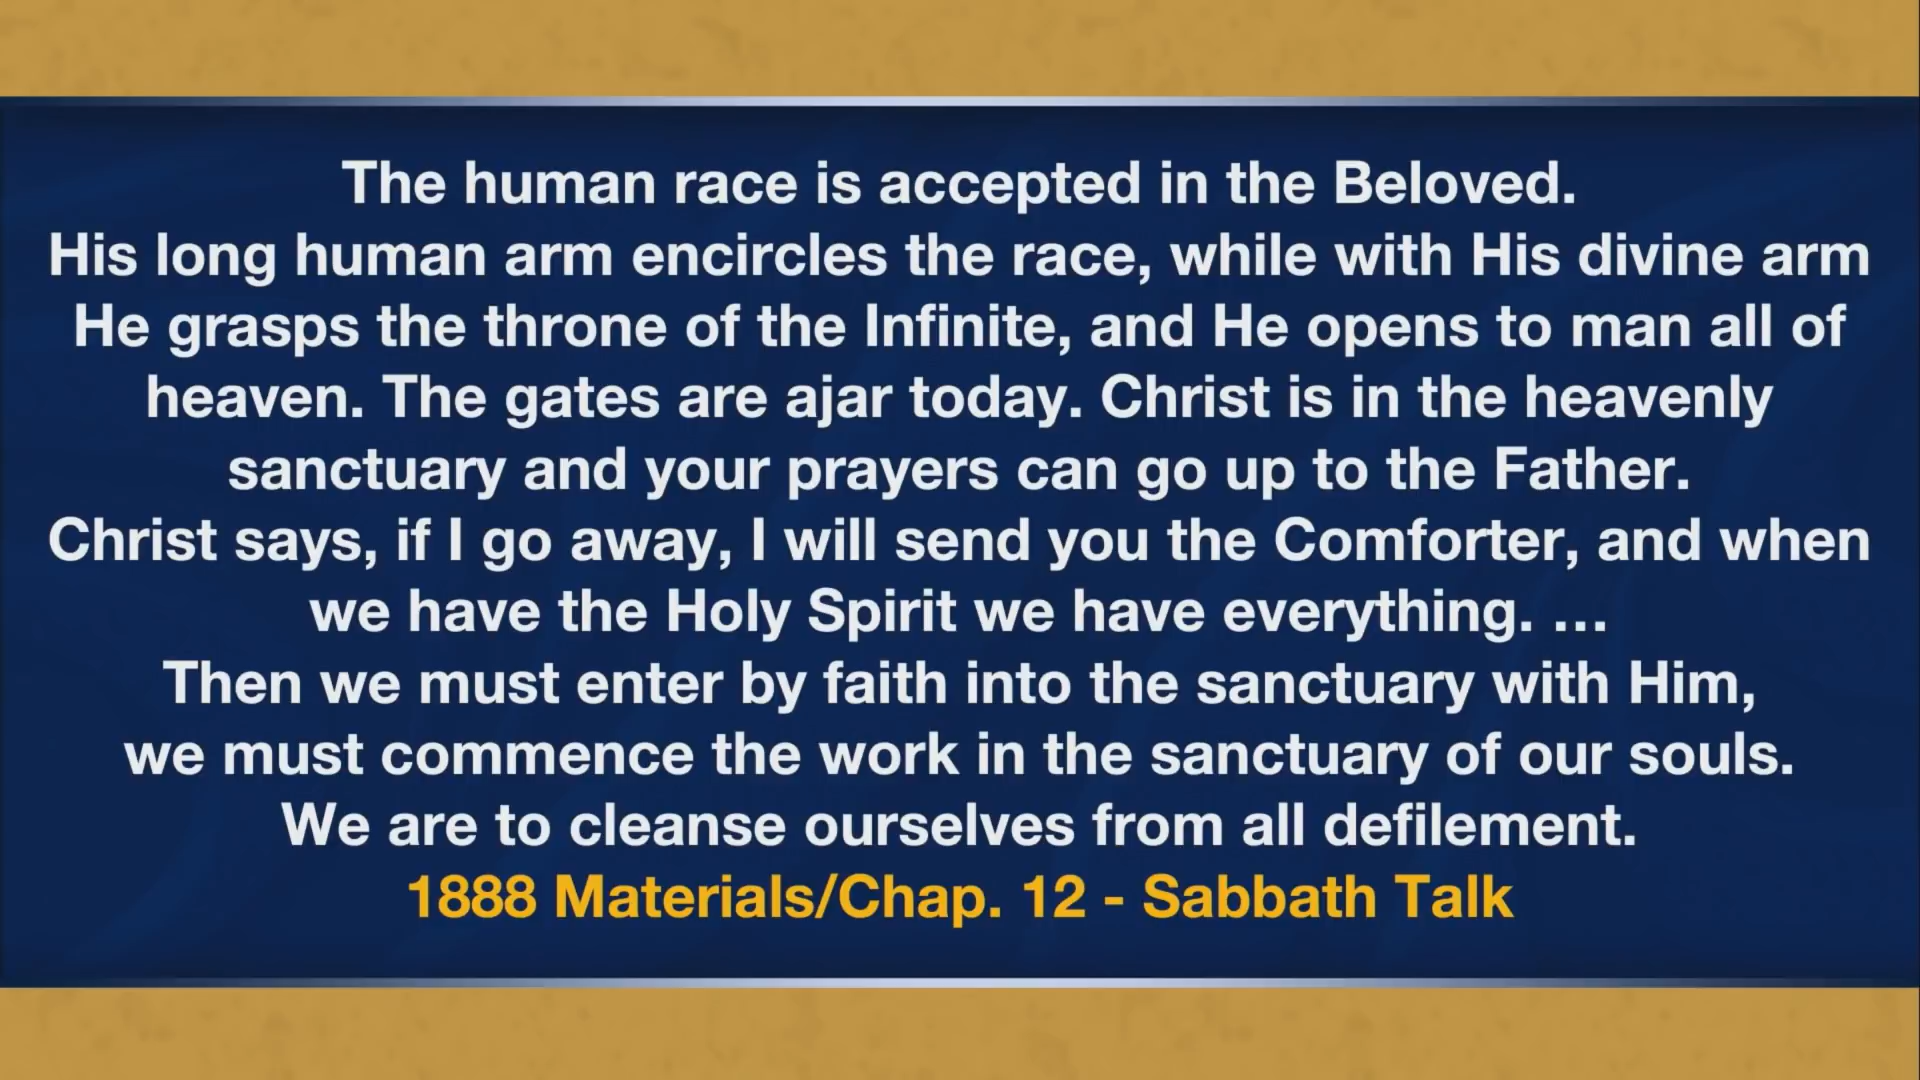 The human race is accepted in the Beloved.
His long human arm encircles the race, while with His divine arm
He grasps the throne of the Infinite, and He opens to man all of
heaven. The gates are ajar today. Christ is in the heavenly
sanctuary and your prayers can go up to the Father.
Christ says, if I go away, I will send you the Comforter, and when
we have the Holy Spirit we have everything. …
Then we must enter by faith into the sanctuary with Him,
we must commence the work in the sanctuary of our souls.
We are to cleanse ourselves from all defilement.
1888 Materials/Chap. 12 - Sabbath Talk